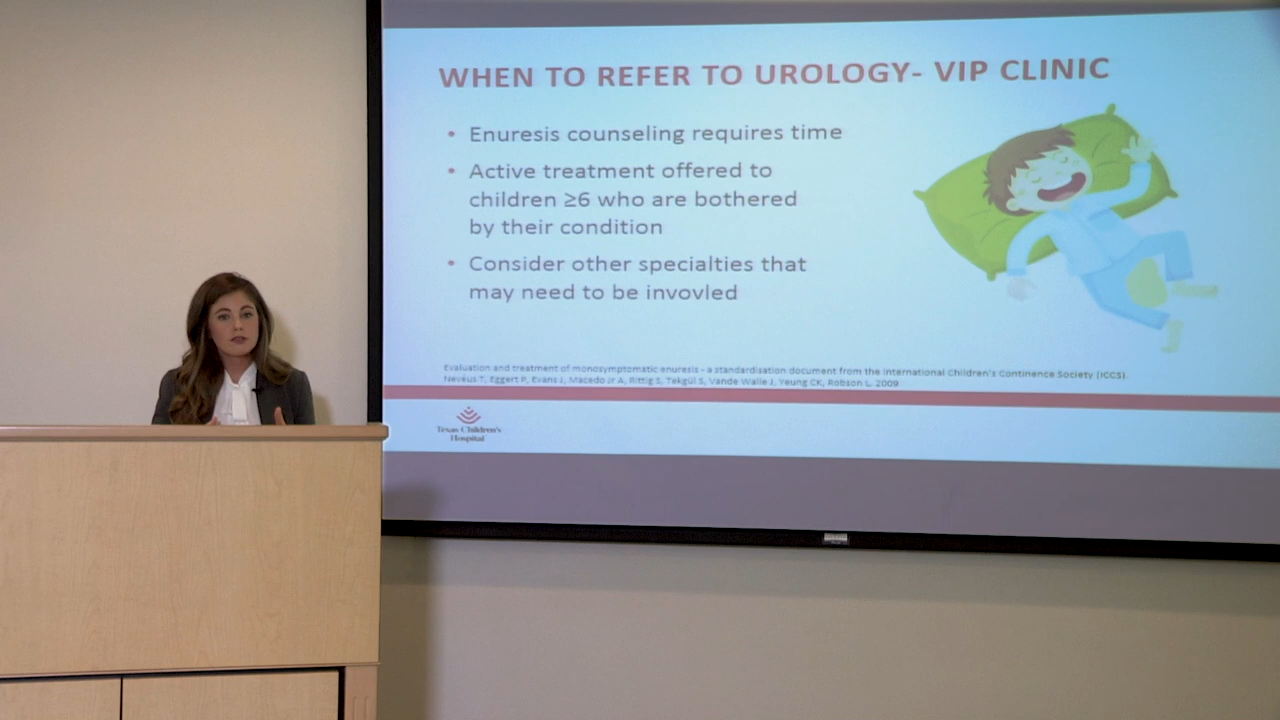 WHEN TO REFER TO UROLOGY- VIP CLINIC
• Enuresis counseling requires time
• Active treatment offered to
children ≥6 who are bothered
by their condition
• Consider other specialties that
may need to be invovled
Evaluation and treatment of monosymptomatic enuresis - a standardisation document from the International Children's Continence Society (ICCS).
Nevéus T, Eggert P, Evans J, Macedo Jr A, Rittig S, Tekgül S, Vande Walle J, Yeung CK, Robson L. 2009
Texas Children's
Hospital